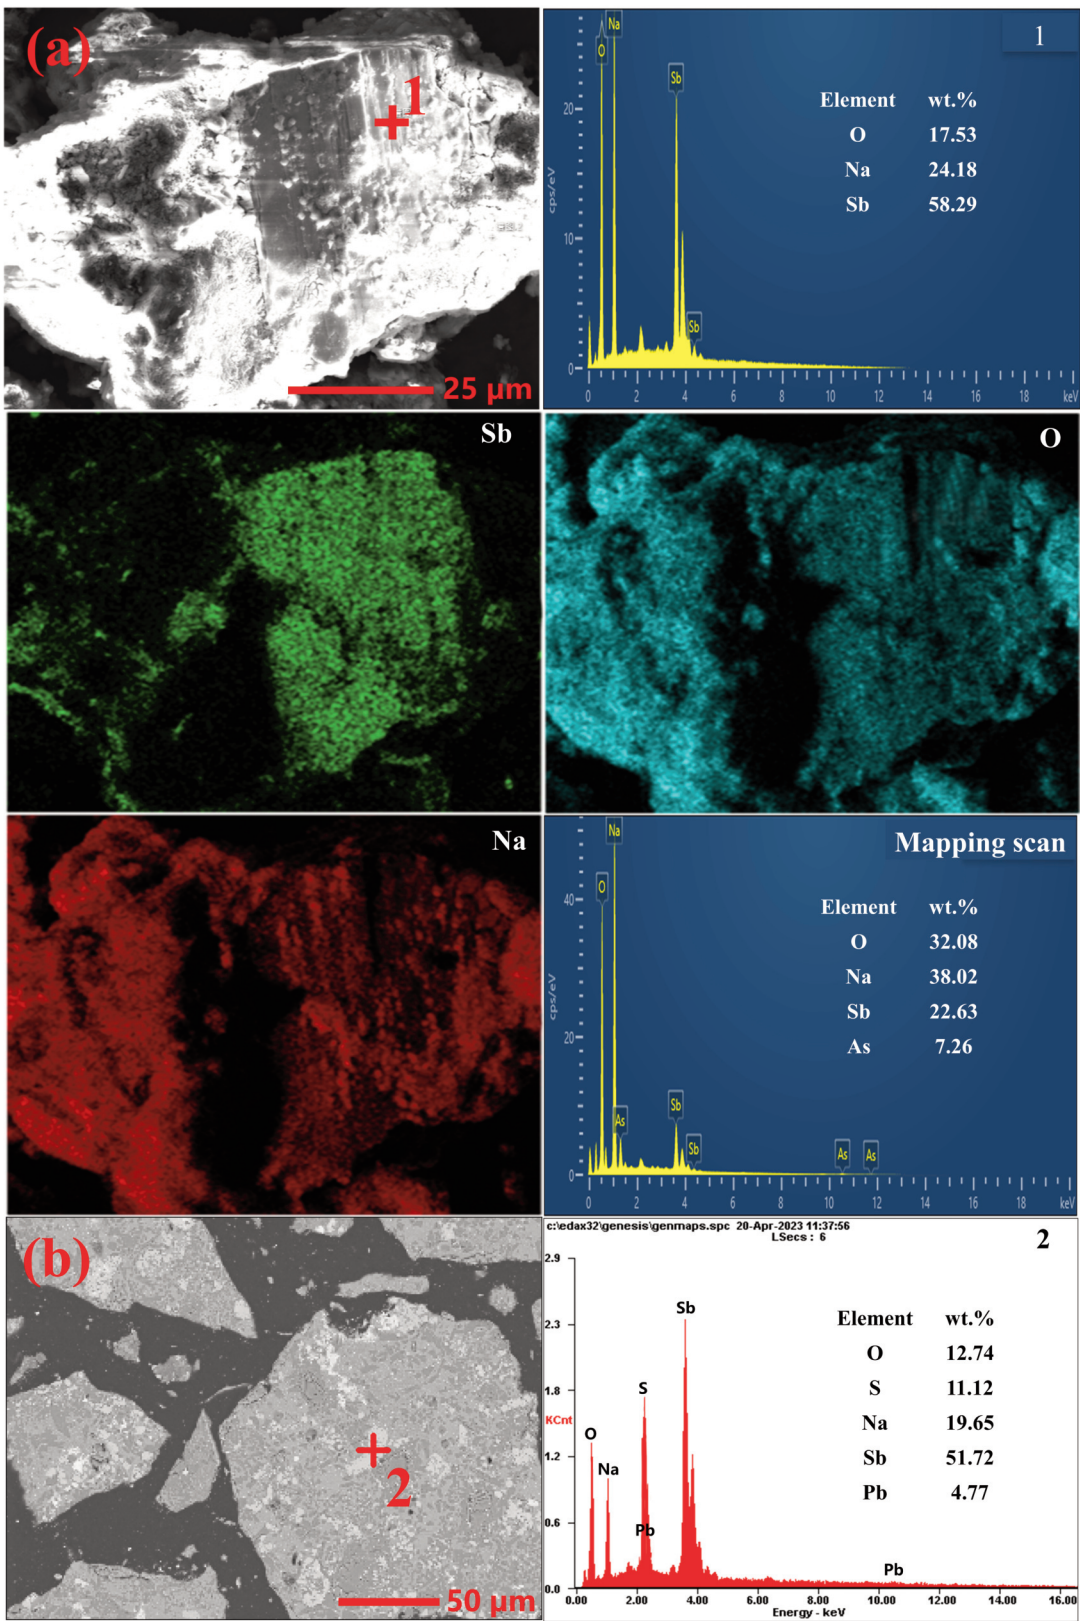 (a)
1
25 μm
1
O
Na
Sb
Sb
Element wt.%
O 17.53
Na 24.18
Sb 58.29
cps/eV
20
10
0
0 2 4 6 8 10 12 14 16 18 keV
Sb
O
Na
Mapping scan
Na
O
As
Sb
Sb
As
As
Element wt.%
O 32.08
Na 38.02
Sb 22.63
As 7.26
cps/eV
40
20
0
0 2 4 6 8 10 12 14 16 18 keV
(b)
2
50 μm
c:\edax32\genesis\genmaps.spc 20-Apr-2023 11:37:56
LSecs : 6
2
2.9
2.3
1.8
KCnt
1.2
0.6
0.0
O
Na
S
Pb
Sb
Pb
Element wt.%
O 12.74
S 11.12
Na 19.65
Sb 51.72
Pb 4.77
0.00 2.00 4.00 6.00 8.00 10.00 12.00 14.00 16.00
Energy - keV